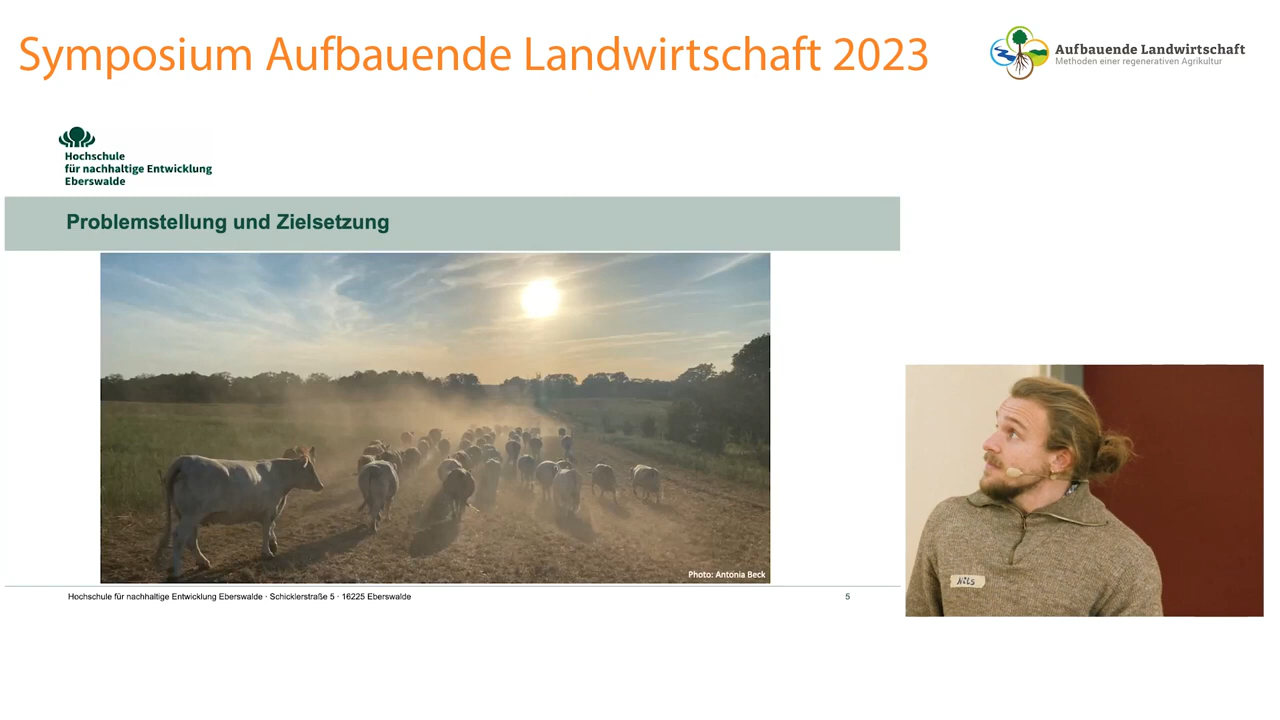 Symposium Aufbauende Landwirtschaft 2023
Aufbauende Landwirtschaft
Methoden einer regenerativen Agrikultur
Hochschule
für nachhaltige Entwicklung
Eberswalde
Problemstellung und Zielsetzung
Photo: Antonia Beck
Nils
Hochschule für nachhaltige Entwicklung Eberswalde · Schicklerstraße 5 · 16225 Eberswalde
5